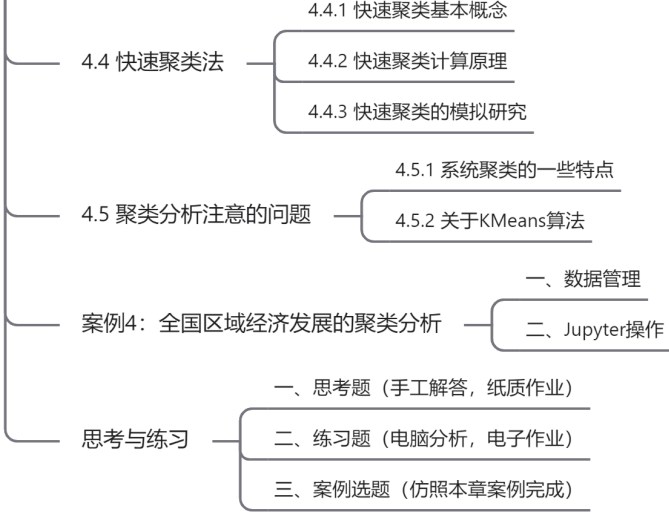 4.4.1 快速聚类基本概念
4.4 快速聚类法
4.4.2 快速聚类计算原理
4.4.3 快速聚类的模拟研究
4.5.1 系统聚类的一些特点
4.5 聚类分析注意的问题
4.5.2 关于KMeans算法
一、数据管理
案例4：全国区域经济发展的聚类分析
二、Jupyter操作
一、思考题（手工解答，纸质作业）
思考与练习
二、练习题（电脑分析，电子作业）
三、案例选题（仿照本章案例完成）